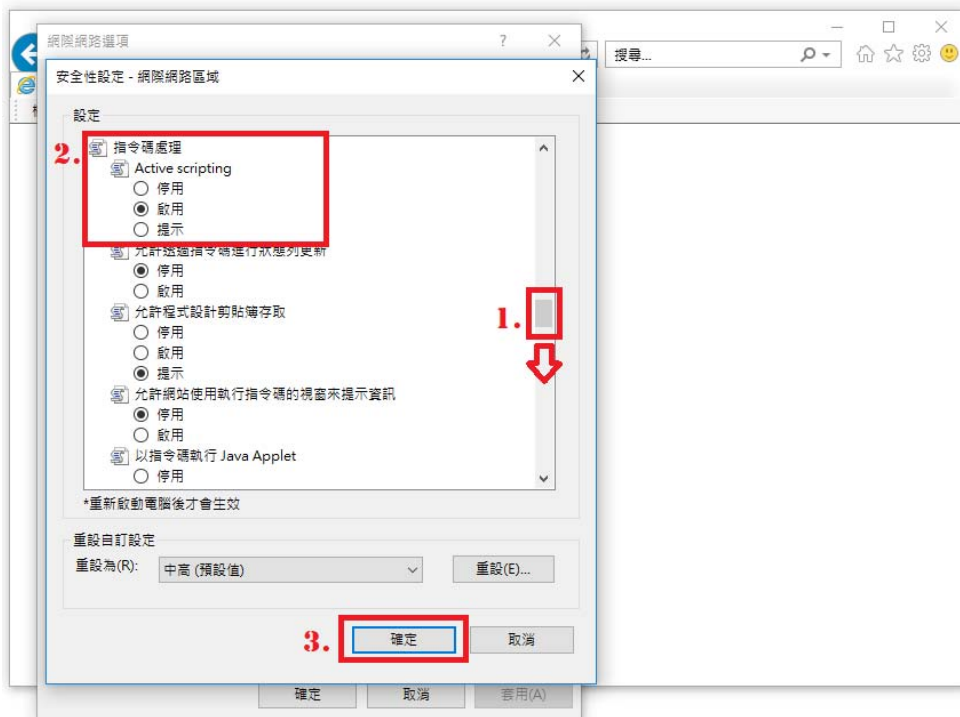 網際網路選項
?
搜尋...
安全性設定 - 網際網路區域
設定
2.
指令碼處理
Active scripting
停用
啟用
提示
允許透過指令碼進行狀態列更新
停用
啟用
允許程式設計剪貼簿存取
1.
停用
啟用
提示
允許網站使用執行指令碼的視窗來提示資訊
停用
啟用
以指令碼執行 Java Applet
停用
*重新啟動電腦後才會生效
重設自訂設定
重設為(R):
中高 (預設值)
重設(E)...
3.
確定
取消
確定
取消
套用(A)